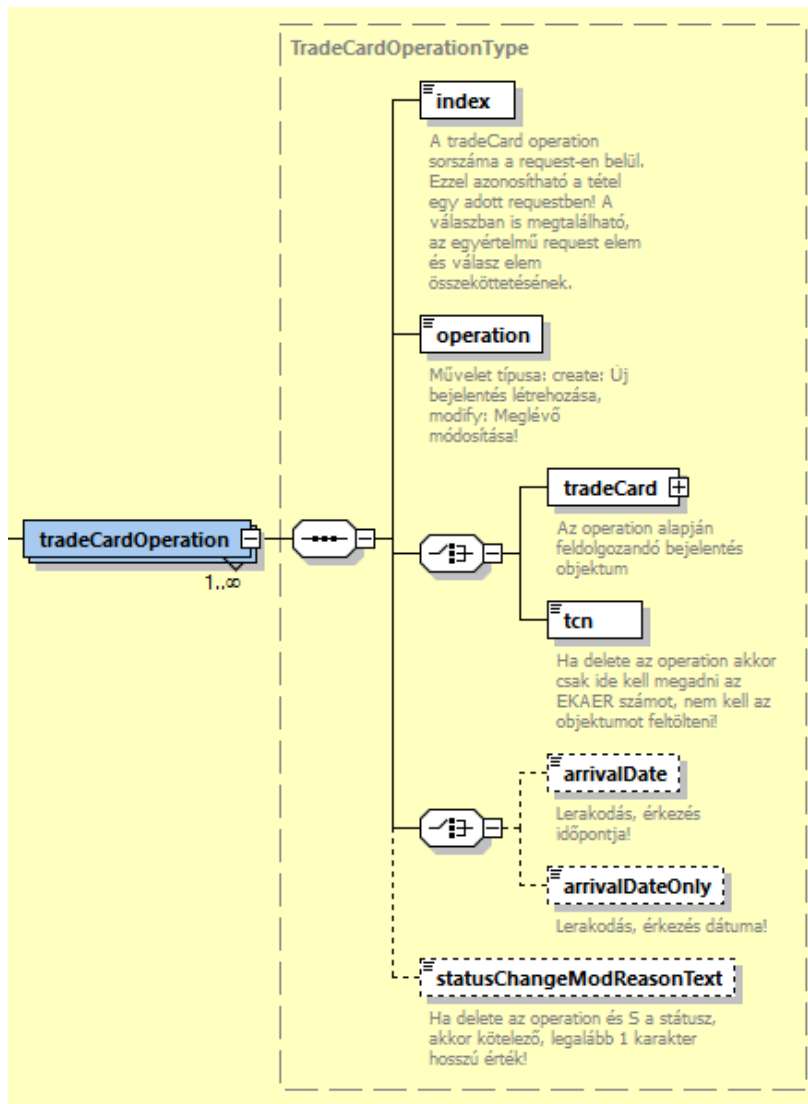 TradeCardOperationType
index
A tradeCard operation
sorszáma a request-en belül.
Ezzel azonosítható a tétel
egy adott requestben! A
válaszban is megtalálható,
az egyértelmű request elem
és válasz elem
összeköttetésének.
operation
Művelet típusa: create: Új
bejelentés létrehozása,
modify: Meglévő
módosítása!
tradeCard
Az operation alapján
feldolgozandó bejelentés
objektum
tradeCardOperation
1..∞
tcn
Ha delete az operation akkor
csak ide kell megadni az
EKAER számot, nem kell az
objektumot feltölteni!
arrivalDate
Lerakodás, érkezés
időpontja!
arrivalDateOnly
Lerakodás, érkezés dátuma!
statusChangeModReasonText
Ha delete az operation és S a státusz,
akkor kötelező, legalább 1 karakter
hosszú érték!